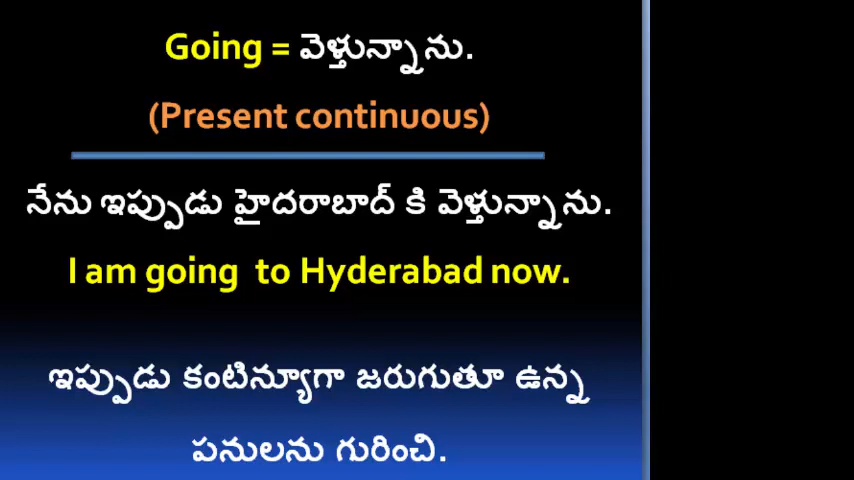 Going = వెళ్తున్నాను.
(Present continuous)
నేను ఇప్పుడు హైదరాబాద్ కి వెళ్తున్నాను.
I am going to Hyderabad now.
ఇప్పుడు కంటిన్యూగా జరుగుతూ ఉన్న
పనులను గురించి.